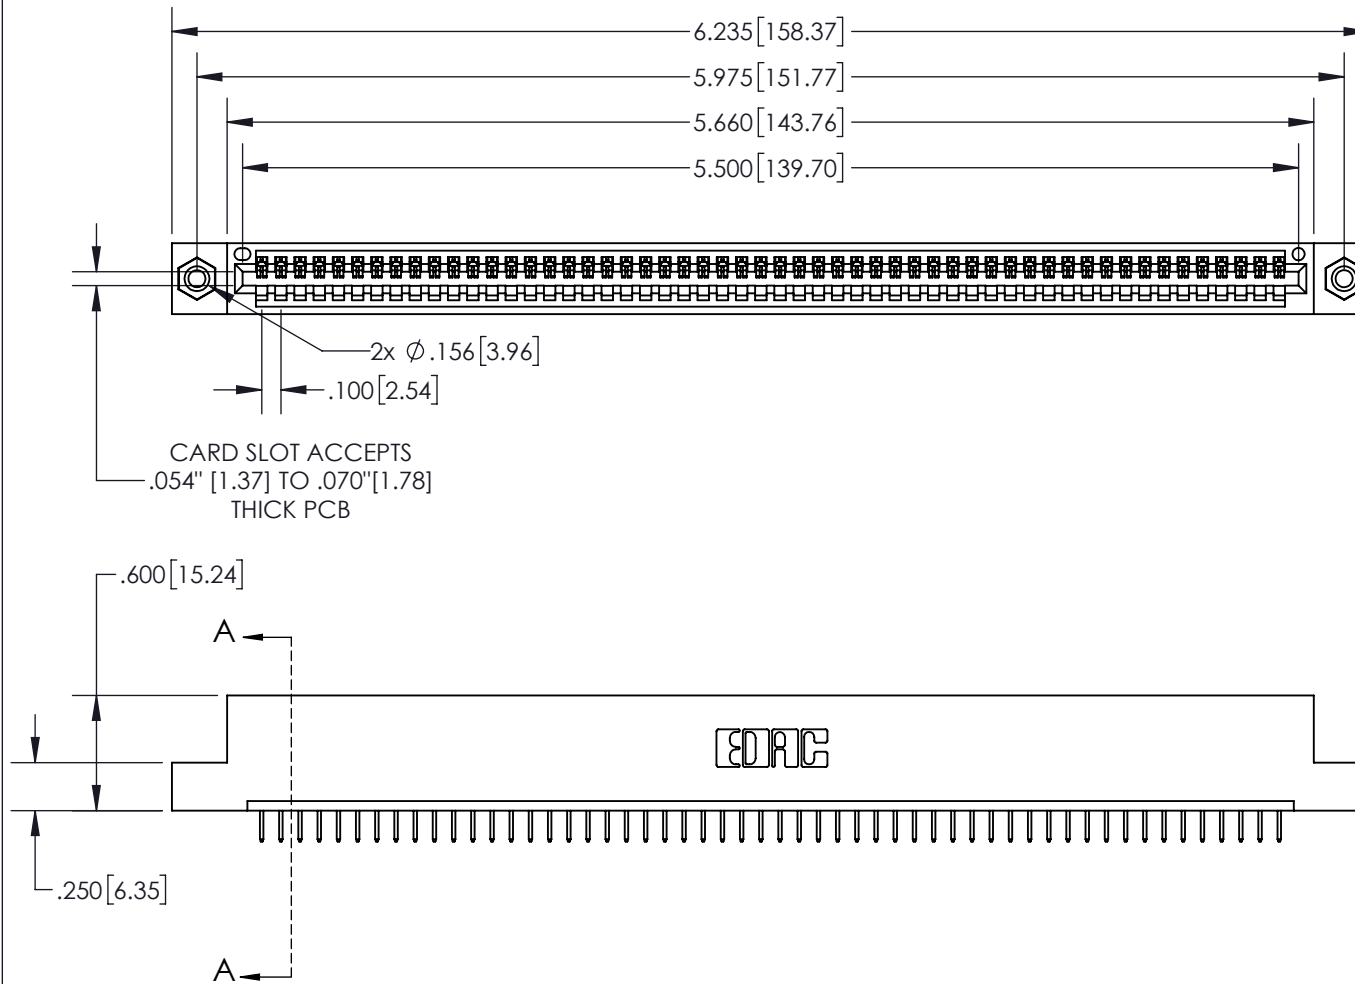 6.235[158.37]
5.975[151.77]
5.660[143.76]
5.500[139.70]
2x Ø.156[3.96]
.100[2.54]
CARD SLOT ACCEPTS
.054" [1.37] TO .070"[1.78]
THICK PCB
.600[15.24]
A
EDAC
.250[6.35]
A